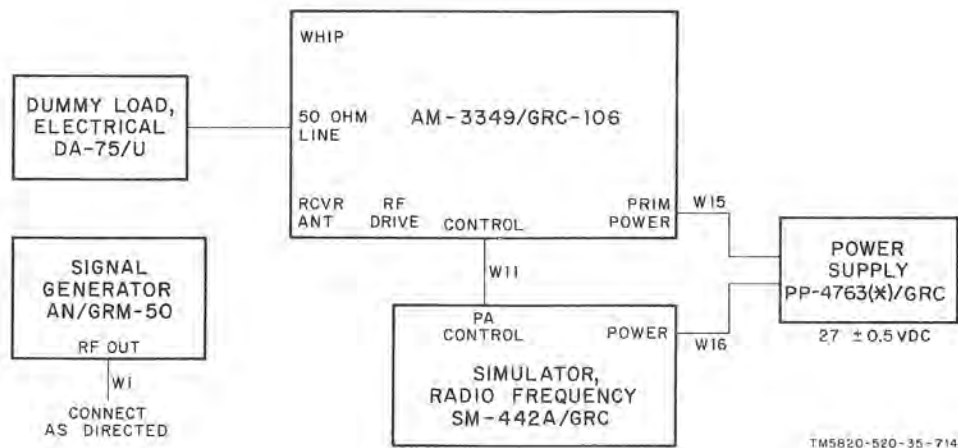 WHIP
DUMMY LOAD,
ELECTRICAL
DA-75/U
50 OHM
LINE
AM-3349/GRC-106
RCVR
ANT
RF
DRIVE
CONTROL
PRIM
POWER
W15
SIGNAL
GENERATOR
AN/GRM-50
RF OUT
W1
CONNECT
AS DIRECTED
W11
PA
CONTROL
POWER
W16
SIMULATOR,
RADIO FREQUENCY
SM-442A/GRC
POWER
SUPPLY
PP-4763(*)/GRC
27 ±0.5 VDC
TM5820-520-35-714